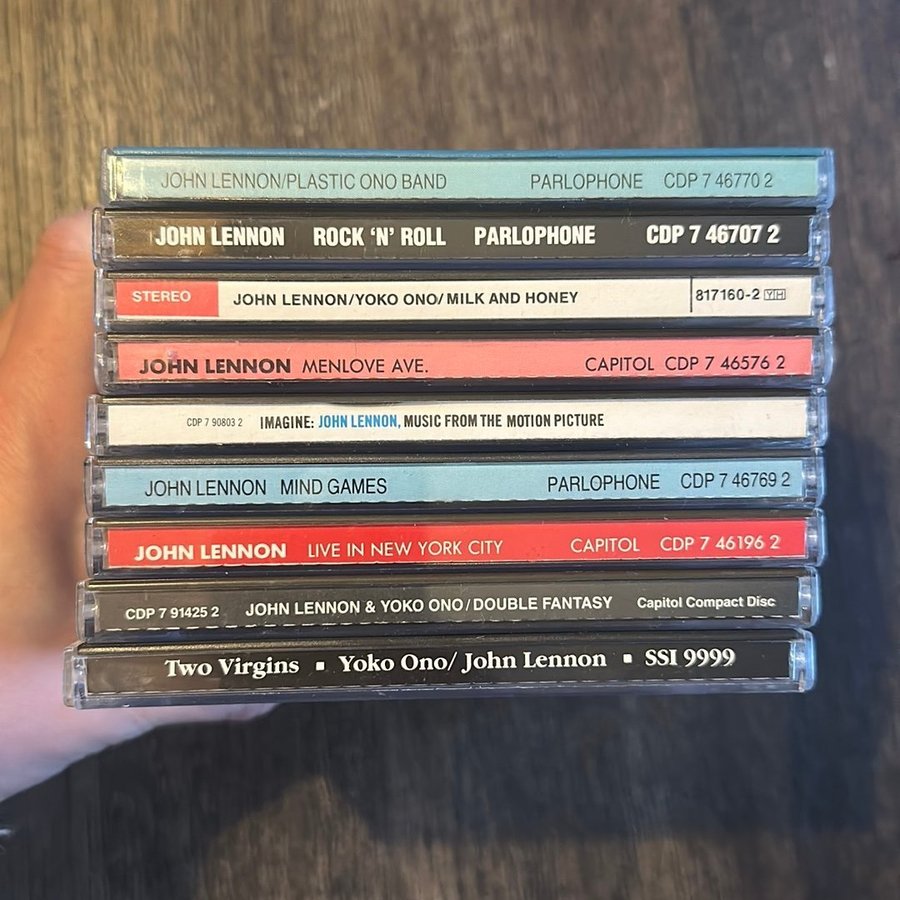 JOHN LENNON/PLASTIC ONO BAND PARLOPHONE CDP 7 46770 2
JOHN LENNON ROCK ‘N’ ROLL PARLOPHONE CDP 7 46707 2
STEREO JOHN LENNON/YOKO ONO/MILK AND HONEY 817160-2 YH
JOHN LENNON MENLOVE AVE. CAPITOL CDP 7 46576 2
CDP 7 90803 2 IMAGINE: JOHN LENNON, MUSIC FROM THE MOTION PICTURE
JOHN LENNON MIND GAMES PARLOPHONE CDP 7 46769 2
JOHN LENNON LIVE IN NEW YORK CITY CAPITOL CDP 7 46196 2
CDP 7 91425 2 JOHN LENNON & YOKO ONO/DOUBLE FANTASY Capitol Compact Disc
Two Virgins ▪ Yoko Ono/ John Lennon ▪ SSI 9999